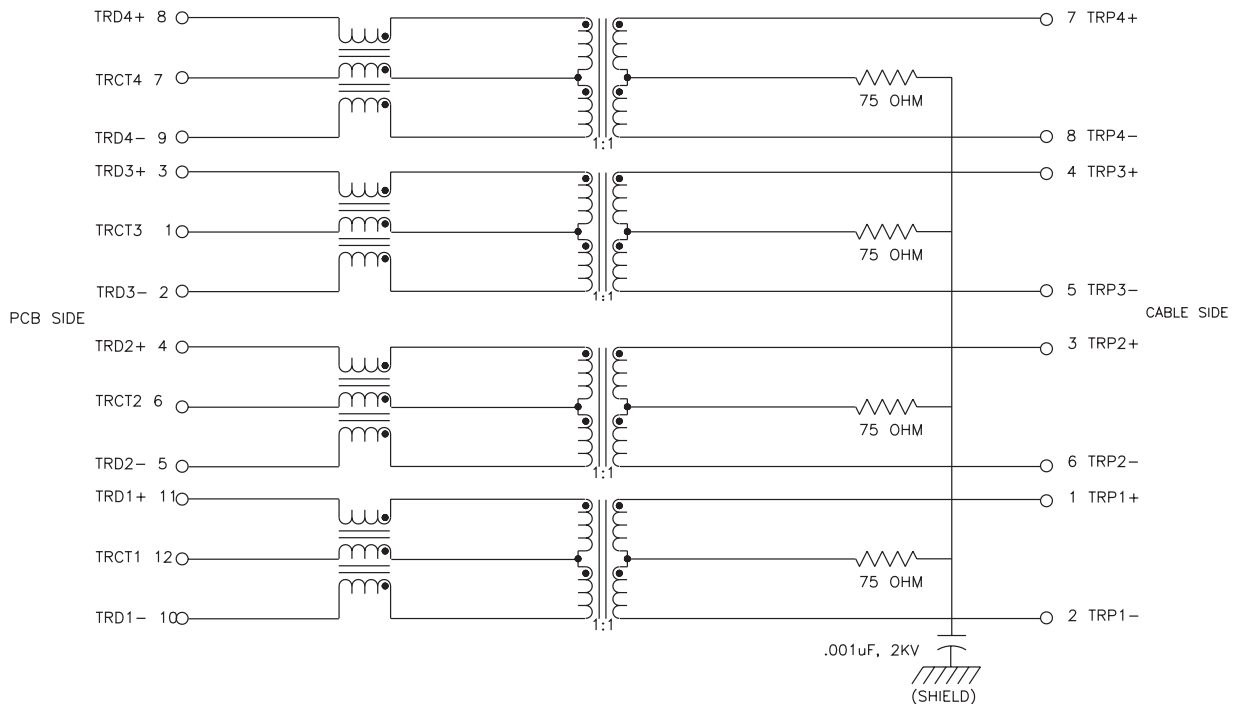 TRD4+ 8
7 TRP4+
TRCT4 7
75 OHM
TRD4- 9
8 TRP4-
1:1
TRD3+ 3
4 TRP3+
TRCT3 1
75 OHM
TRD3- 2
5 TRP3-
1:1
PCB SIDE
CABLE SIDE
TRD2+ 4
3 TRP2+
TRCT2 6
75 OHM
TRD2- 5
6 TRP2-
1:1
TRD1+ 11
1 TRP1+
TRCT1 12
75 OHM
TRD1- 10
2 TRP1-
1:1
.001uF, 2KV
(SHIELD)